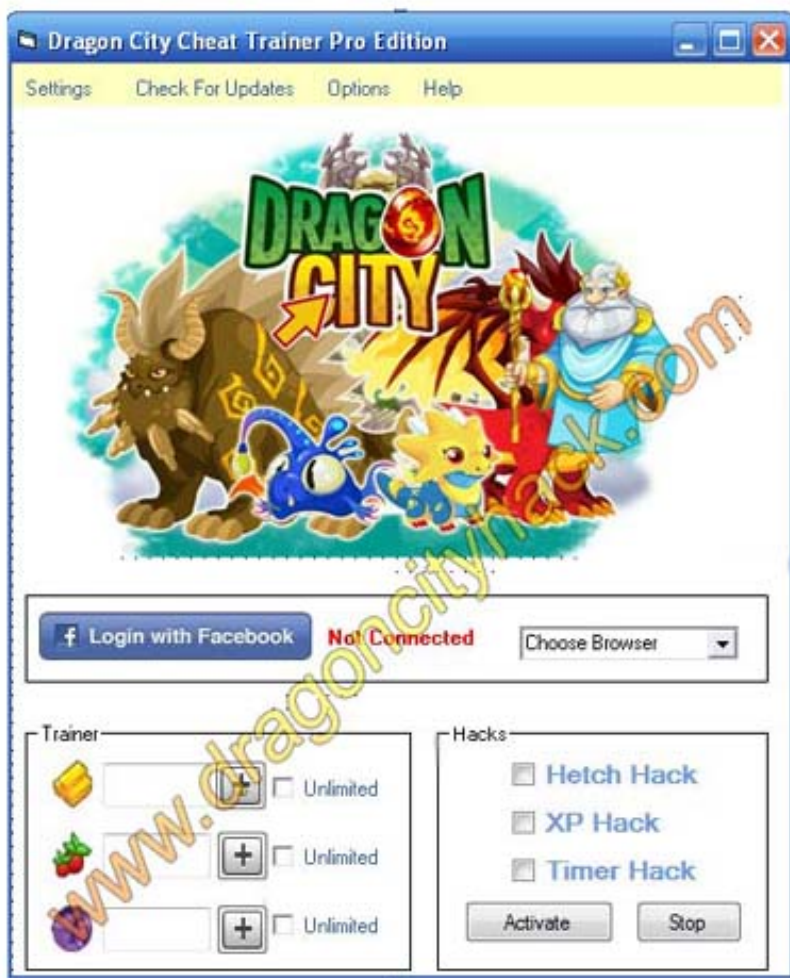 Dragon City Cheat Trainer Pro Edition
Settings Check For Updates Options Help
DRAGON
CITY
f Login with Facebook Not Connected Choose Browser
Trainer
+ Unlimited
+ Unlimited
+ Unlimited
Hacks
Hetch Hack
XP Hack
Timer Hack
Activate Stop
www.dragoncityhack.com